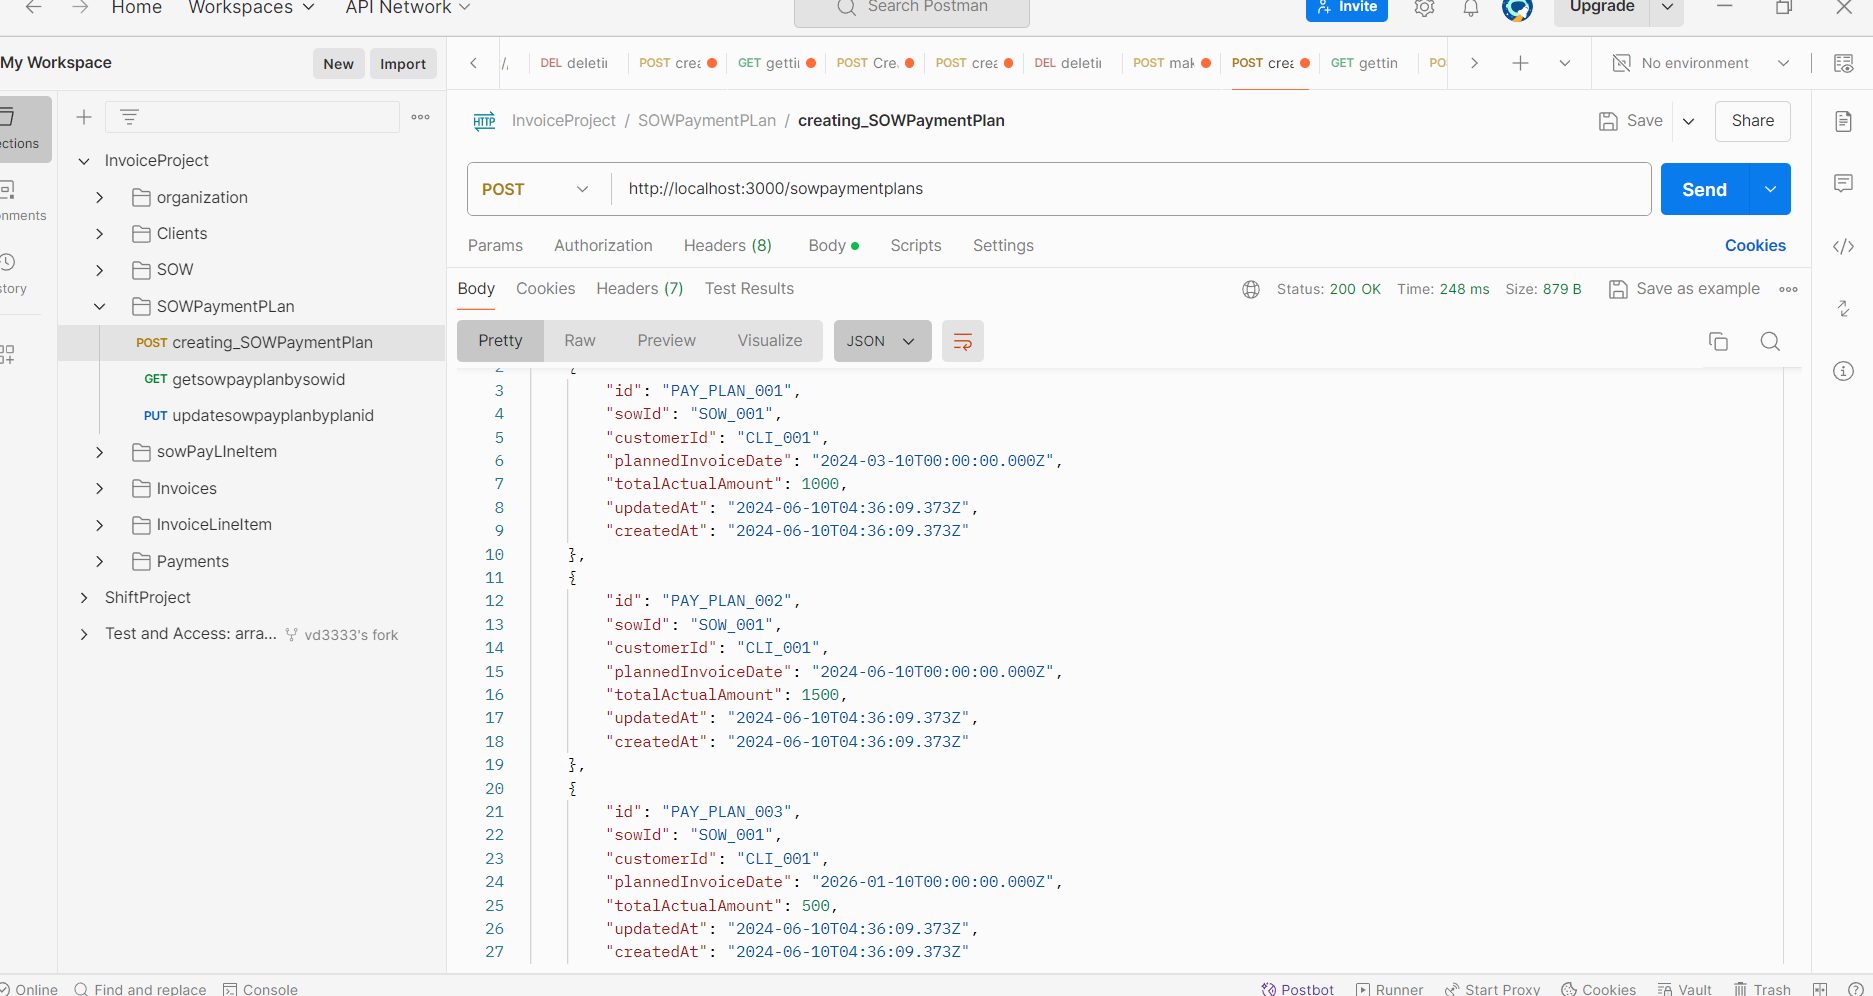 Home Workspaces API Network Search Postman Invite Upgrade
My Workspace New Import
DEL deletin POST crea GET gettin POST Cre POST crea DEL deletin POST mak POST crea GET gettin PO No environment
InvoiceProject / SOWPaymentPLan / creating_SOWPaymentPlan Save Share
POST http://localhost:3000/sowpaymentplans Send
Params Authorization Headers (8) Body Scripts Settings Cookies
Body Cookies Headers (7) Test Results Status: 200 OK Time: 248 ms Size: 879 B Save as example
Pretty Raw Preview Visualize JSON
ctions
nments
story
InvoiceProject
organization
Clients
SOW
SOWPaymentPLan
POST creating_SOWPaymentPlan
GET getsowpayplanbysowid
PUT updatesowpayplanbyplanid
sowPayLIneItem
Invoices
InvoiceLineItem
Payments
ShiftProject
Test and Access: arra... vd3333's fork
2 {
3 "id": "PAY_PLAN_001",
4 "sowId": "SOW_001",
5 "customerId": "CLI_001",
6 "plannedInvoiceDate": "2024-03-10T00:00:00.000Z",
7 "totalActualAmount": 1000,
8 "updatedAt": "2024-06-10T04:36:09.373Z",
9 "createdAt": "2024-06-10T04:36:09.373Z"
10 },
11 {
12 "id": "PAY_PLAN_002",
13 "sowId": "SOW_001",
14 "customerId": "CLI_001",
15 "plannedInvoiceDate": "2024-06-10T00:00:00.000Z",
16 "totalActualAmount": 1500,
17 "updatedAt": "2024-06-10T04:36:09.373Z",
18 "createdAt": "2024-06-10T04:36:09.373Z"
19 },
20 {
21 "id": "PAY_PLAN_003",
22 "sowId": "SOW_001",
23 "customerId": "CLI_001",
24 "plannedInvoiceDate": "2026-01-10T00:00:00.000Z",
25 "totalActualAmount": 500,
26 "updatedAt": "2024-06-10T04:36:09.373Z",
27 "createdAt": "2024-06-10T04:36:09.373Z"
Online Find and replace Console Postbot Runner Start Proxy Cookies Vault Trash